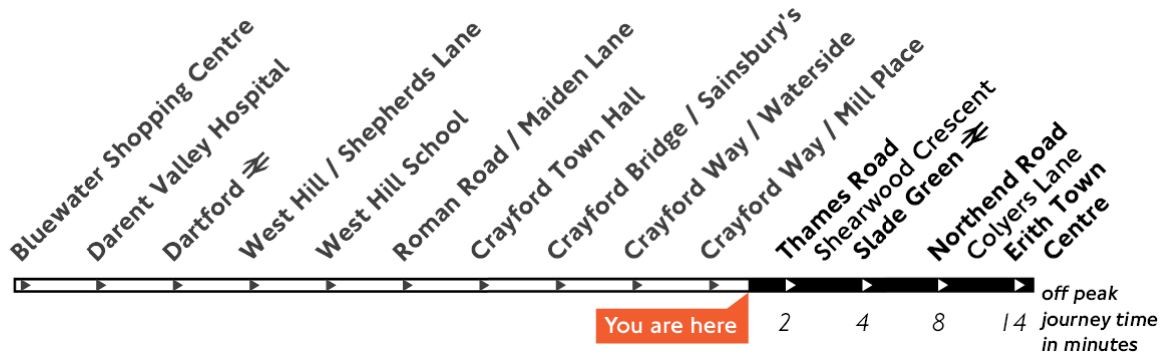 Bluewater Shopping Centre
Darent Valley Hospital
Dartford
West Hill / Shepherds Lane
West Hill School
Roman Road / Maiden Lane
Crayford Town Hall
Crayford Bridge / Sainsbury's
Crayford Way / Waterside
Crayford Way / Mill Place
Thames Road
Shearwood Crescent
Slade Green
Northend Road
Colyers Lane
Erith Town
Centre
You are here
2
4
8
14
off peak
journey time
in minutes